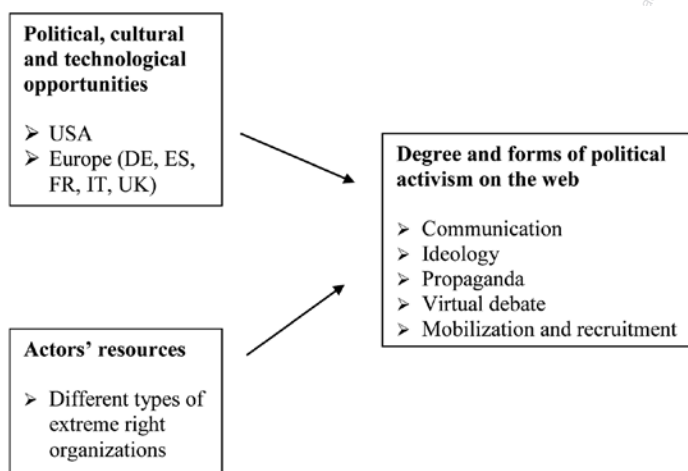 Political, cultural
and technological
opportunities
➢ USA
➢ Europe (DE, ES,
FR, IT, UK)
Actors' resources
➢ Different types of
extreme right
organizations
Degree and forms of political
activism on the web
➢ Communication
➢ Ideology
➢ Propaganda
➢ Virtual debate
➢ Mobilization and recruitment